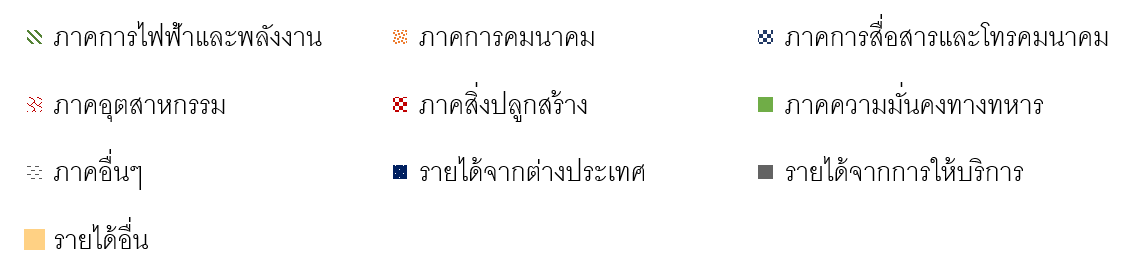 ภาคการไฟฟ้าและพลังงาน ภาคการคมนาคม ภาคการสื่อสารและโทรคมนาคม
ภาคอุตสาหกรรม ภาคสิ่งปลูกสร้าง ภาคความมั่นคงทางทหาร
ภาคอื่นๆ รายได้จากต่างประเทศ รายได้จากการให้บริการ
รายได้อื่น